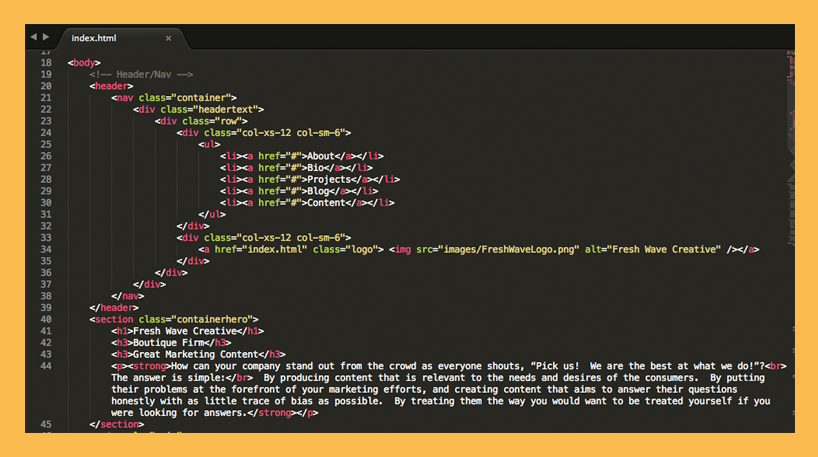 index.html ×
17
18 <body>
19 <!-- Header/Nav -->
20 <header>
21 <nav class="container">
22 <div class="headertext">
23 <div class="row">
24 <div class="col-xs-12 col-sm-6">
25 <ul>
26 <li><a href="#">About</a></li>
27 <li><a href="#">Bio</a></li>
28 <li><a href="#">Projects</a></li>
29 <li><a href="#">Blog</a></li>
30 <li><a href="#">Content</a></li>
31 </ul>
32 </div>
33 <div class="col-xs-12 col-sm-6">
34 <a href="index.html" class="logo"> <img src="images/FreshWaveLogo.png" alt="Fresh Wave Creative" /></a>
35 </div>
36 </div>
37 </div>
38 </nav>
39 </header>
40 <section class="containerhero">
41 <h1>Fresh Wave Creative</h1>
42 <h3>Boutique Firm</h3>
43 <h3>Great Marketing Content</h3>
44 <p><strong>How can your company stand out from the crowd as everyone shouts, “Pick us!  We are the best at what we do!”?<br>
The answer is simple:</br>  By producing content that is relevant to the needs and desires of the consumers.  By putting
their problems at the forefront of your marketing efforts, and creating content that aims to answer their questions
honestly with as little trace of bias as possible.  By treating them the way you would want to be treated yourself if you
were looking for answers.</strong></p>
45 </section>